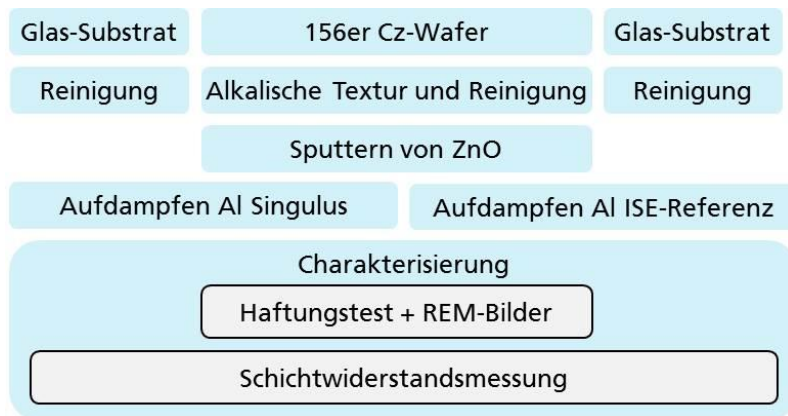 Glas-Substrat
156er Cz-Wafer
Glas-Substrat
Reinigung
Alkalische Textur und Reinigung
Reinigung
Sputtern von ZnO
Aufdampfen Al Singulus
Aufdampfen Al ISE-Referenz
Charakterisierung
Haftungstest + REM-Bilder
Schichtwiderstandsmessung